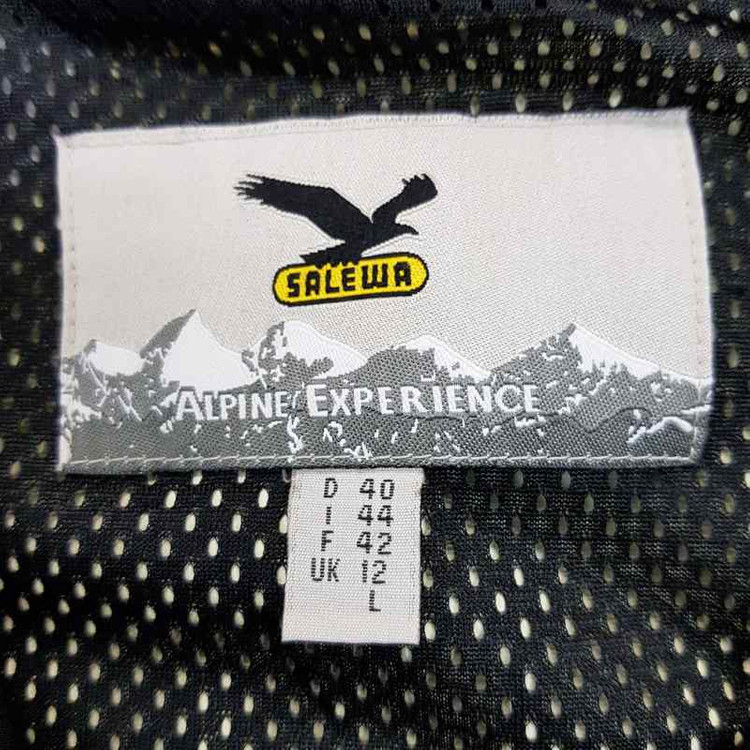 SALEWA
ALPINE EXPERIENCE
D 40
I 44
F 42
UK 12
L